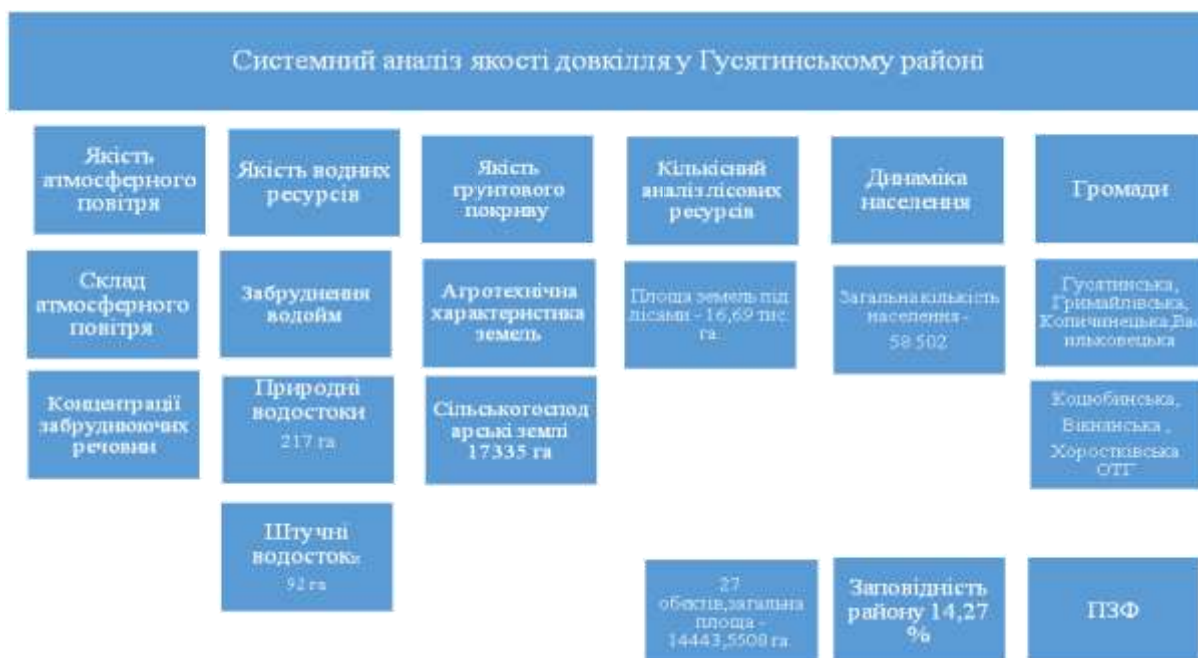 Системний аналіз якості довкілля у Гусятинському районі
Якість
атмосферного
повітря
Якість водних
ресурсів
Якість
грунтового
покриву
Кількісний
аналіз лісових
ресурсів
Динаміка
населення
Громади
Склад
атмосферного
повітря
Забруднення
водойм
Агротехнічна
характеристика
земель
Площа земель під
лісами - 16,69 тис
га.
Загальна кількість
населення -
58 502
Гусятинська,
Гримайлівська,
Копичинецька,Вас
ильковецька
Концентрації
забруднюючих
речовин
Природні
водостоки
217 га
Сільськогоспод
арські землі
17335 га
Коцюбинська,
Вікнянська ,
Хоростківська
ОТГ
Штучні
водостоки
92 га
27
обєктів,загальна
площа -
14443,5508 га
Заповідність
району 14,27
%
ПЗФ